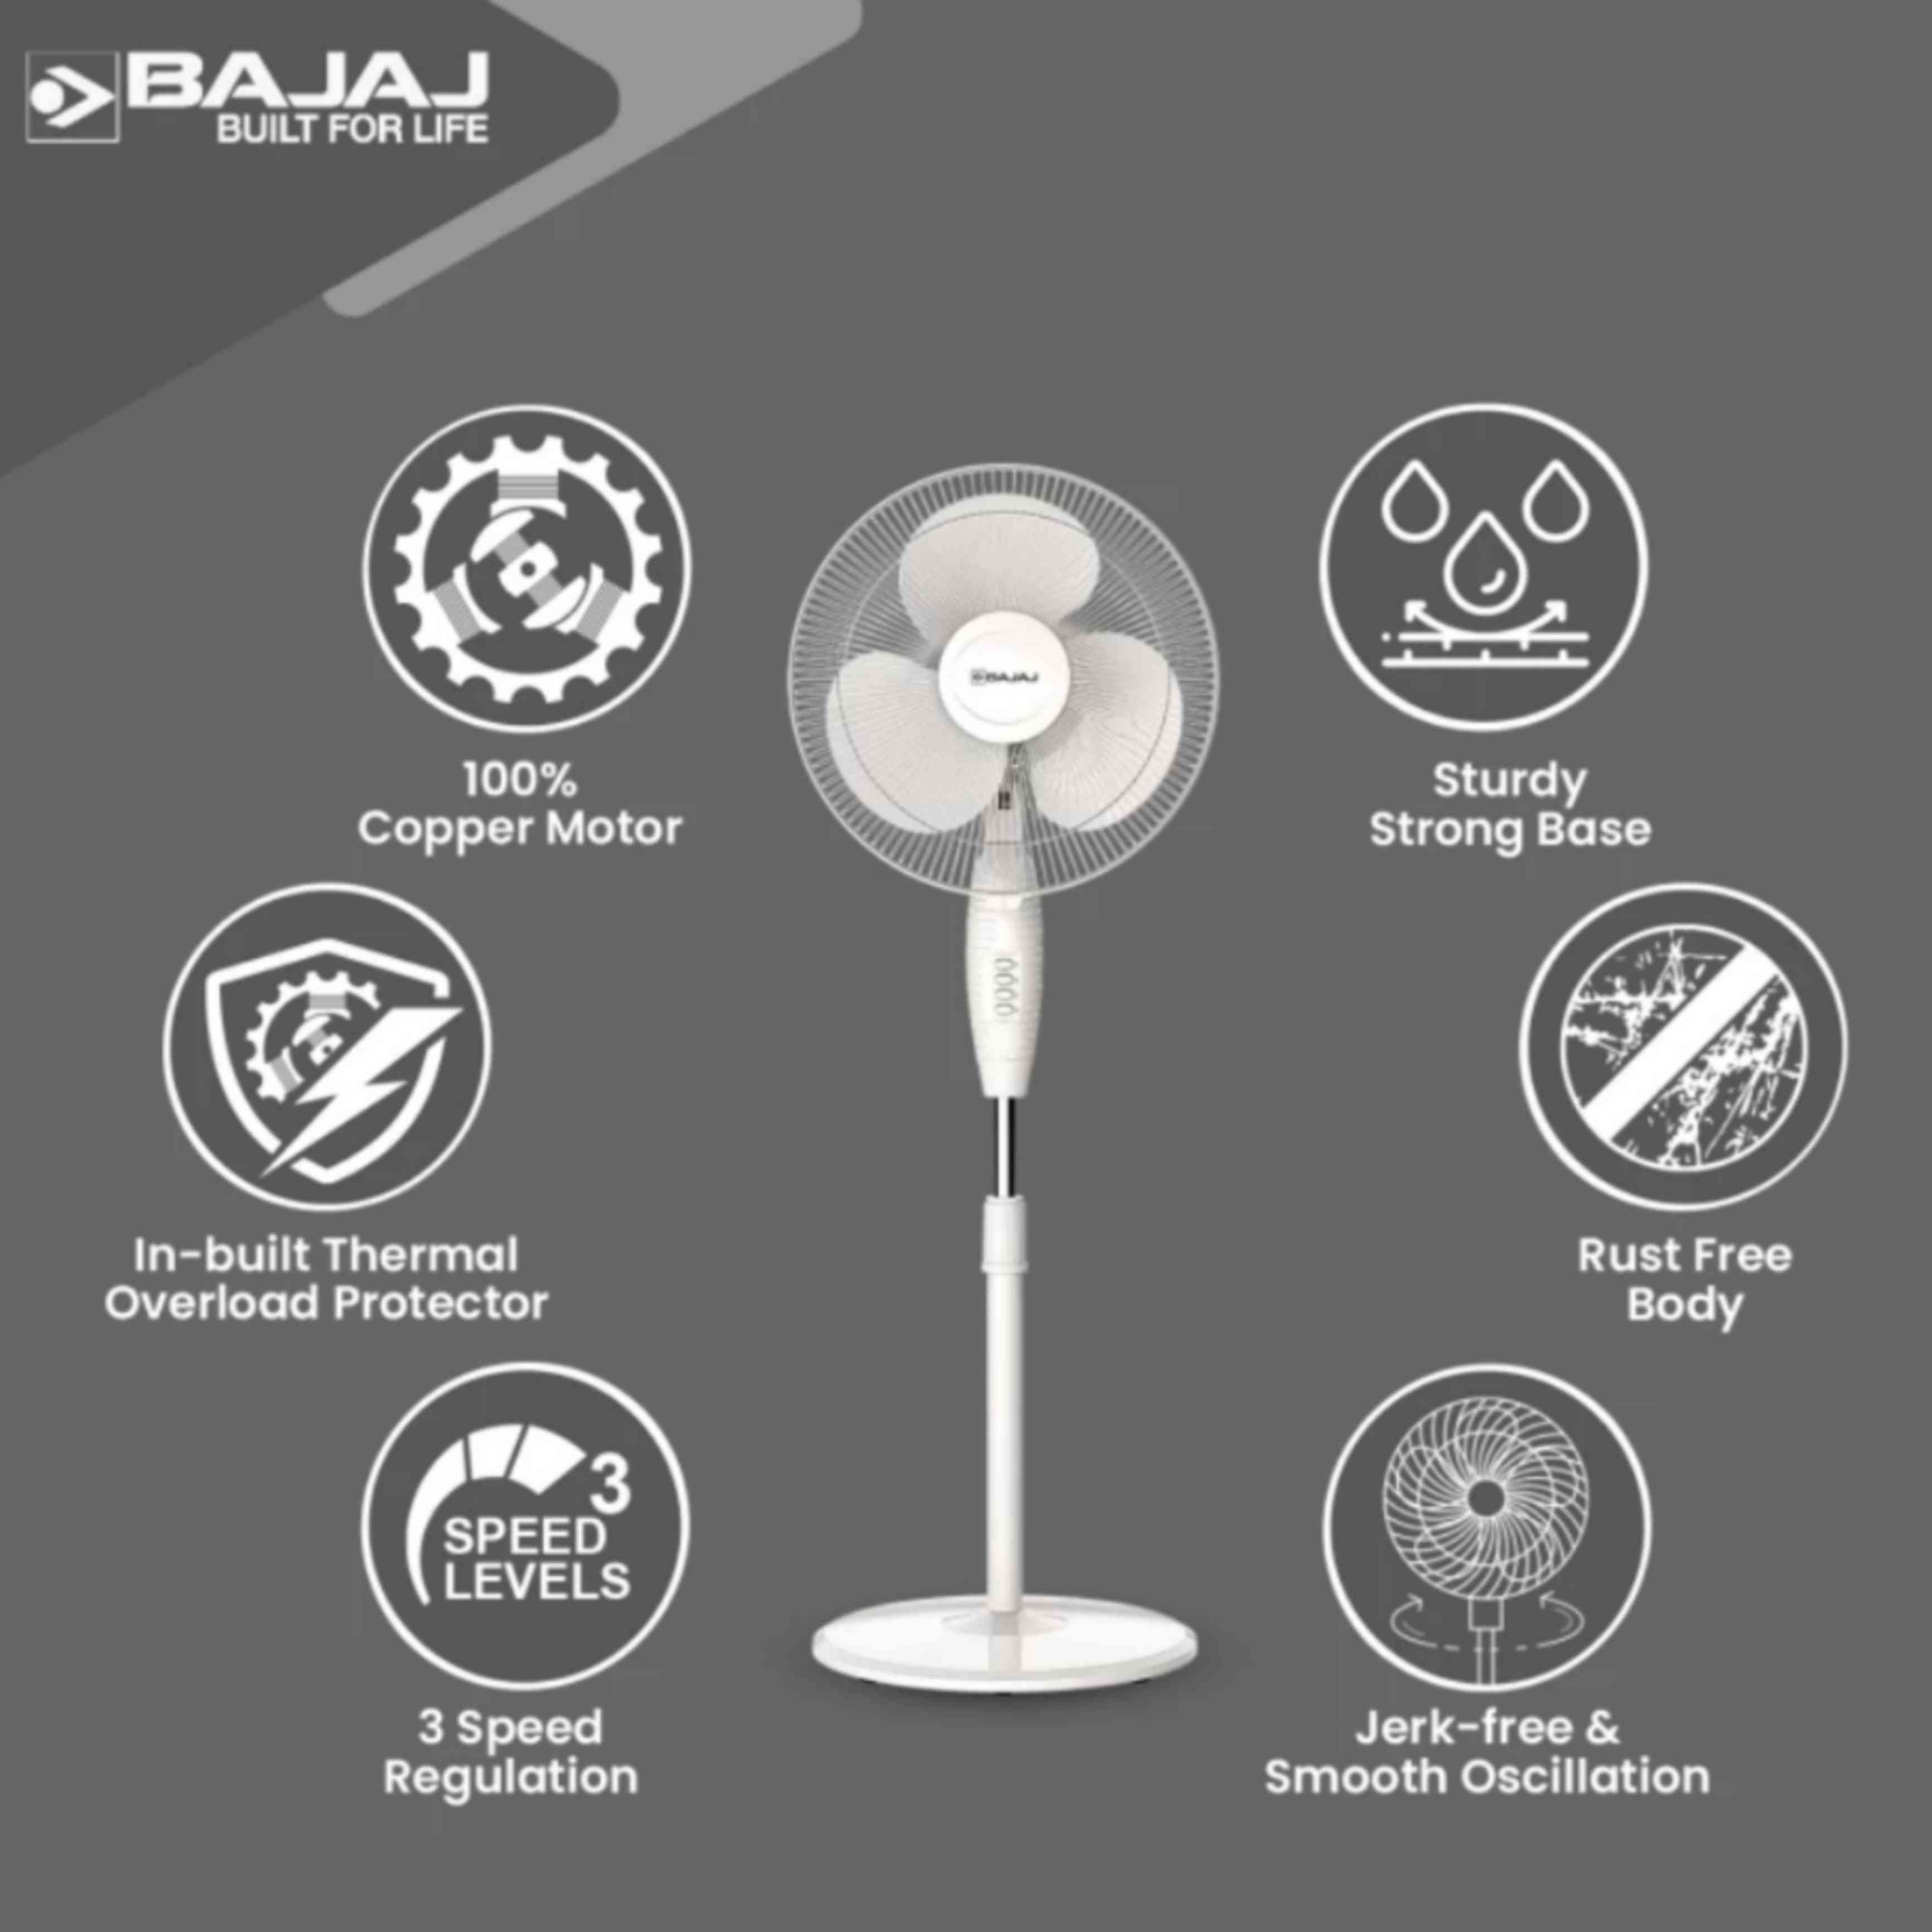 BAJAJ
BUILT FOR LIFE
100%
Copper Motor
Sturdy
Strong Base
BAJAJ
In-built Thermal
Overload Protector
Rust Free
Body
3
SPEED
LEVELS
3 Speed
Regulation
Jerk-free &
Smooth Oscillation